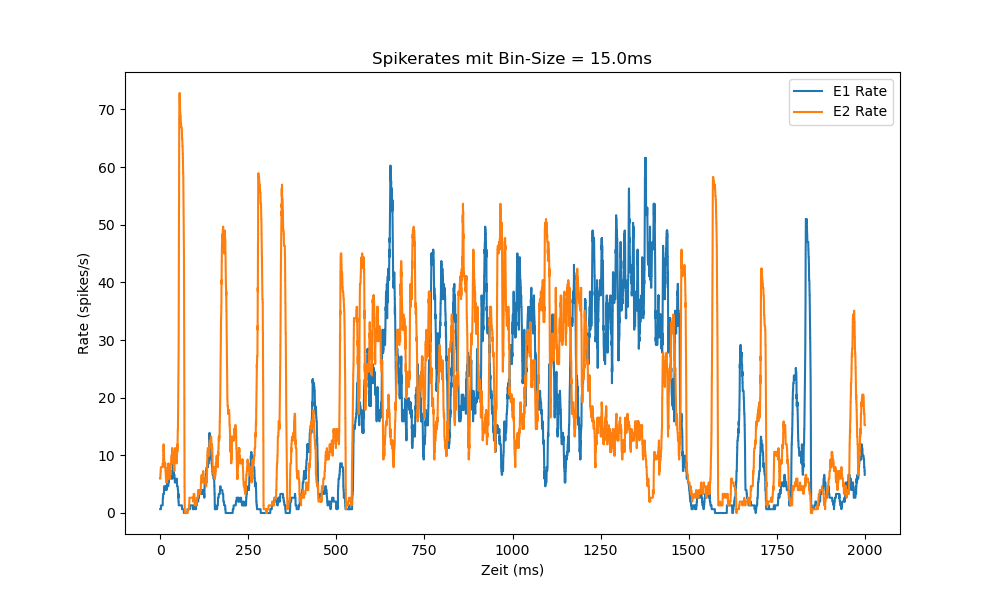 Spikerates mit Bin-Size = 15.0ms
E1 Rate
E2 Rate
Rate (spikes/s)
70
60
50
40
30
20
10
0
0 250 500 750 1000 1250 1500 1750 2000
Zeit (ms)